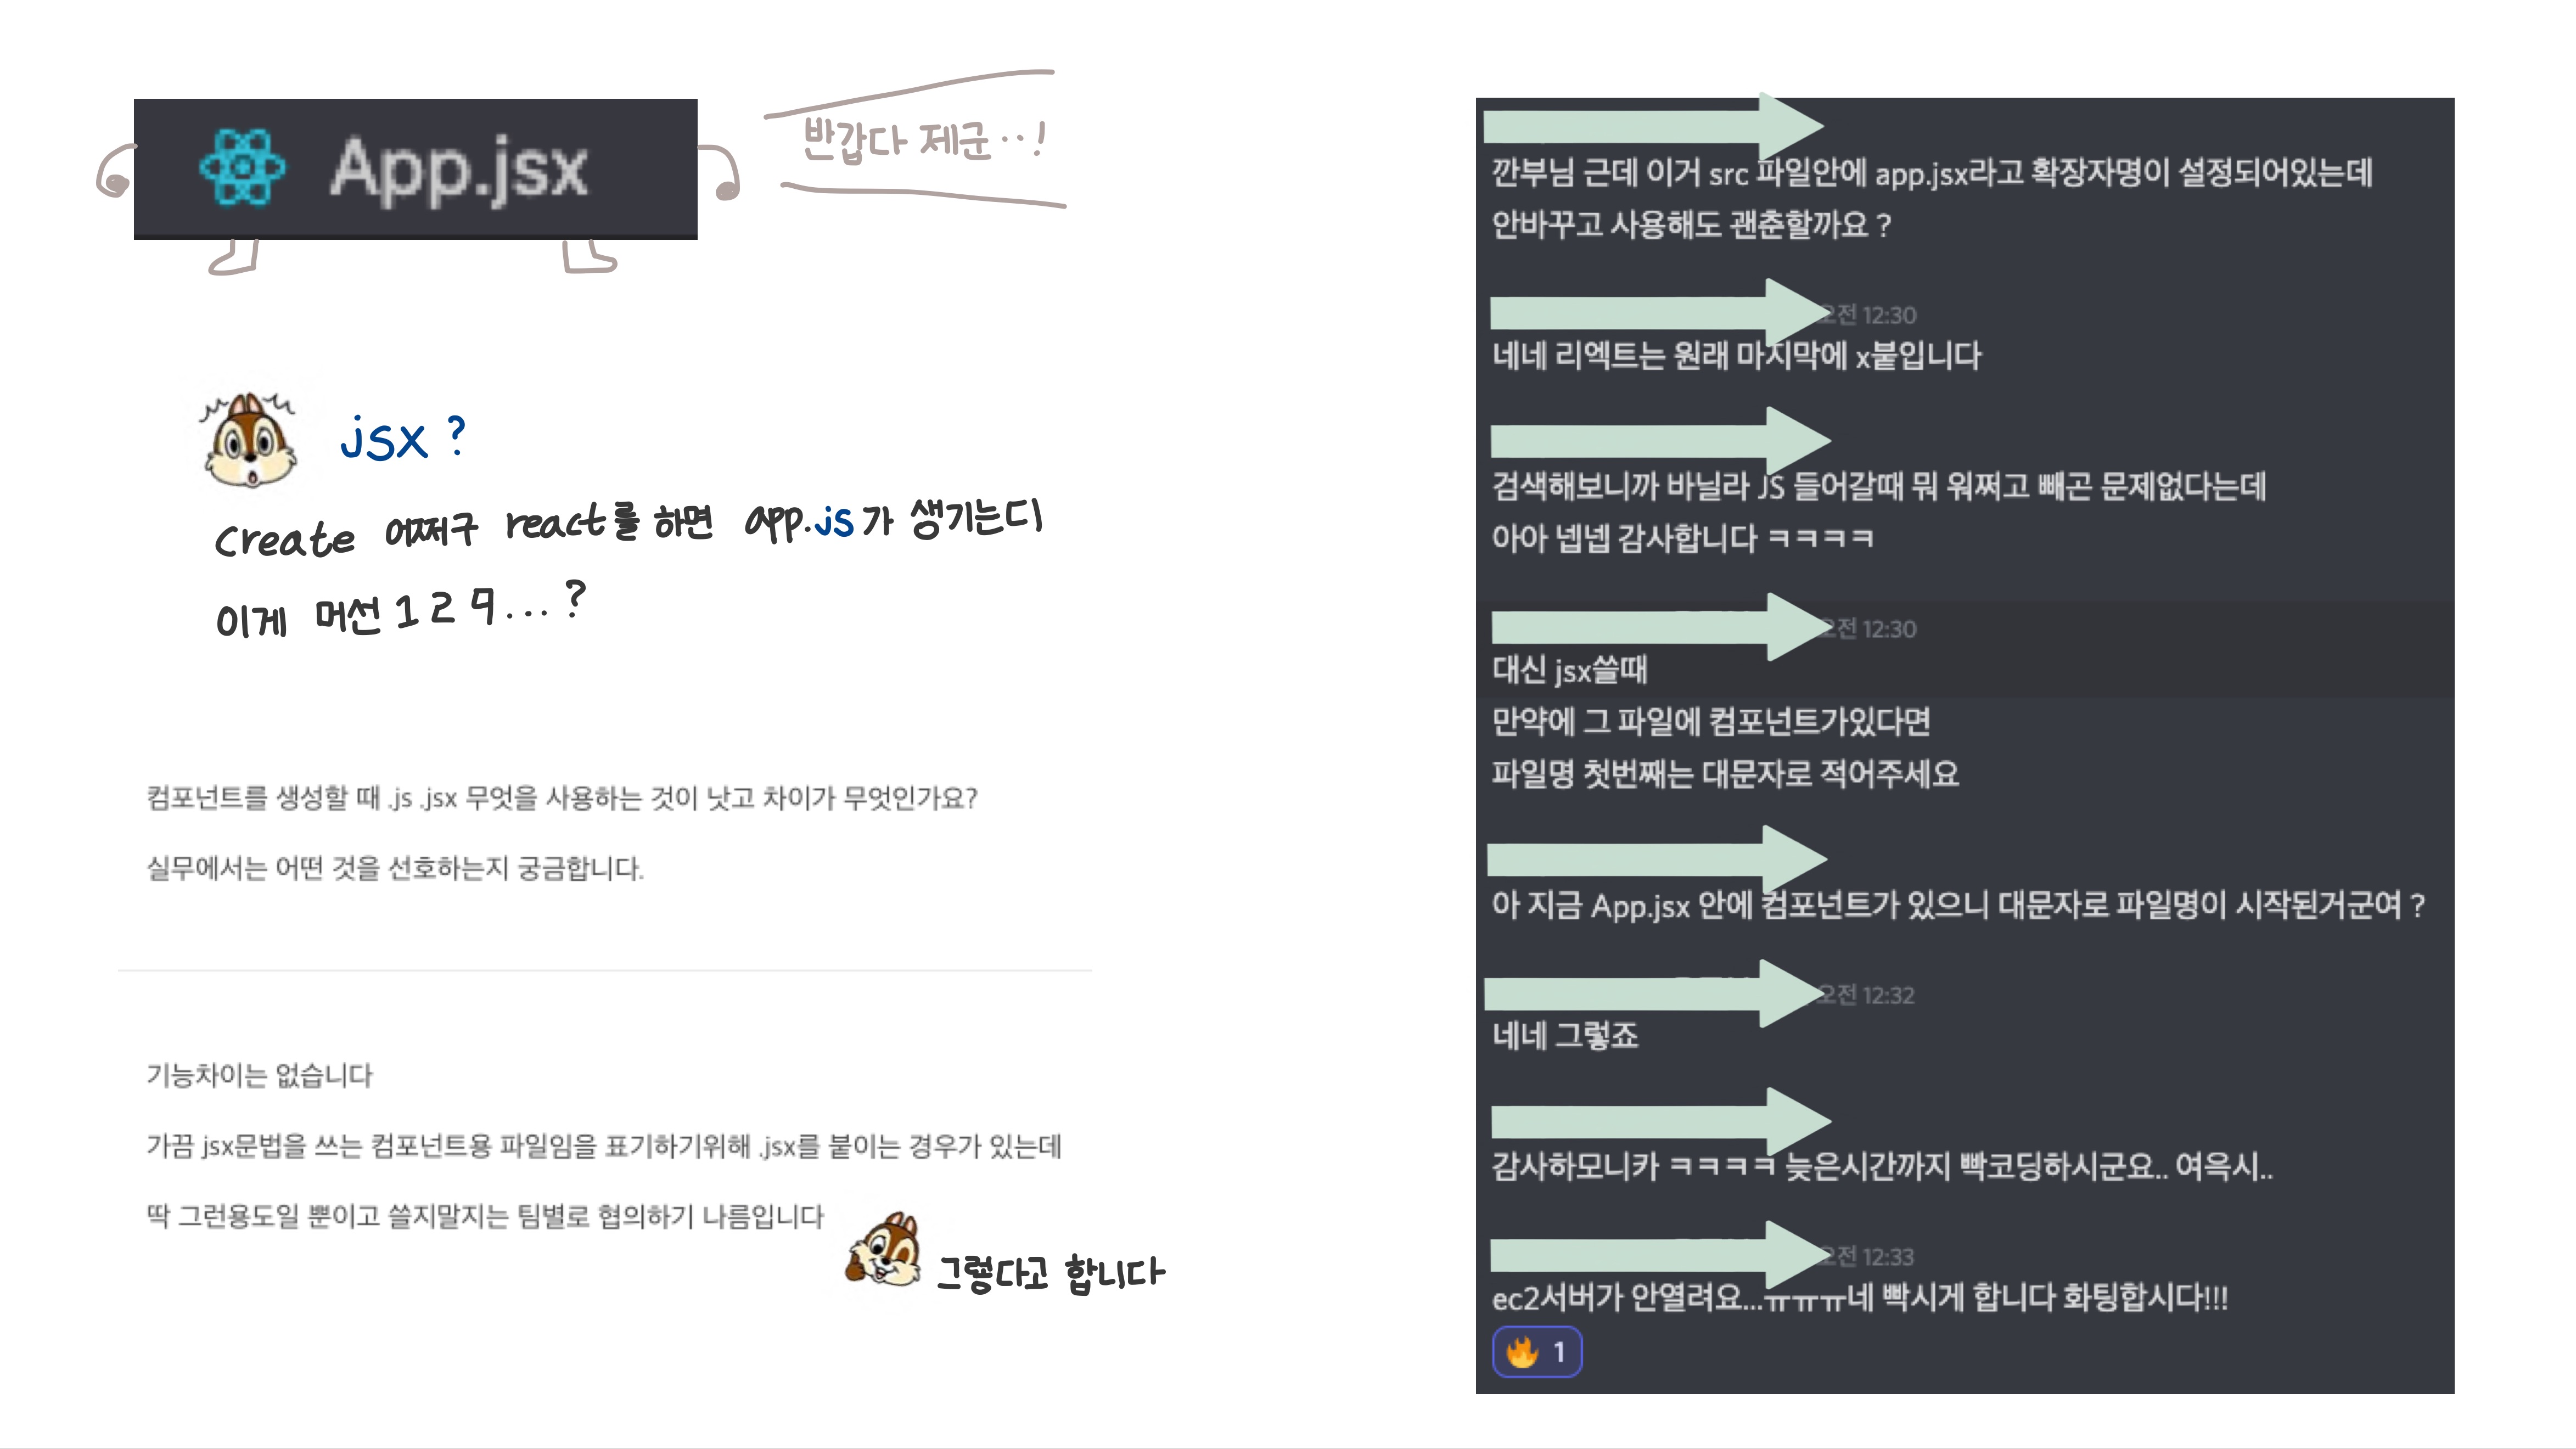 App.jsx
반갑다 제군..!
jsx ?
create 어쩌구 react를 하면 app.js가 생기는디
이게 머선129...?
컴포넌트를 생성할 때 .js .jsx 무엇을 사용하는 것이 낫고 차이가 무엇인가요?
실무에서는 어떤 것을 선호하는지 궁금합니다.
기능차이는 없습니다
가끔 jsx문법을 쓰는 컴포넌트용 파일임을 표기하기위해 .jsx를 붙이는 경우가 있는데
딱 그런용도일 뿐이고 쓸지말지는 팀별로 협의하기 나름입니다
그렇다고 합니다
깐부님 근데 이거 src 파일안에 app.jsx라고 확장자명이 설정되어있는데
안바꾸고 사용해도 괜춘할까요 ?
오전 12:30
네네 리엑트는 원래 마지막에 x붙입니다
검색해보니까 바닐라 JS 들어갈때 뭐 워쩌고 빼곤 문제없다는데
아아 넵넵 감사합니다 ㅋㅋㅋㅋ
오전 12:30
대신 jsx쓸때
만약에 그 파일에 컴포넌트가있다면
파일명 첫번째는 대문자로 적어주세요
아 지금 App.jsx 안에 컴포넌트가 있으니 대문자로 파일명이 시작된거군여 ?
오전 12:32
네네 그렇죠
감사하모니카 ㅋㅋㅋㅋ 늦은시간까지 빡코딩하시군요.. 여윽시..
오전 12:33
ec2서버가 안열려요...ㅠㅠㅠ네 빡시게 합니다 화팅합시다!!!
🔥 1